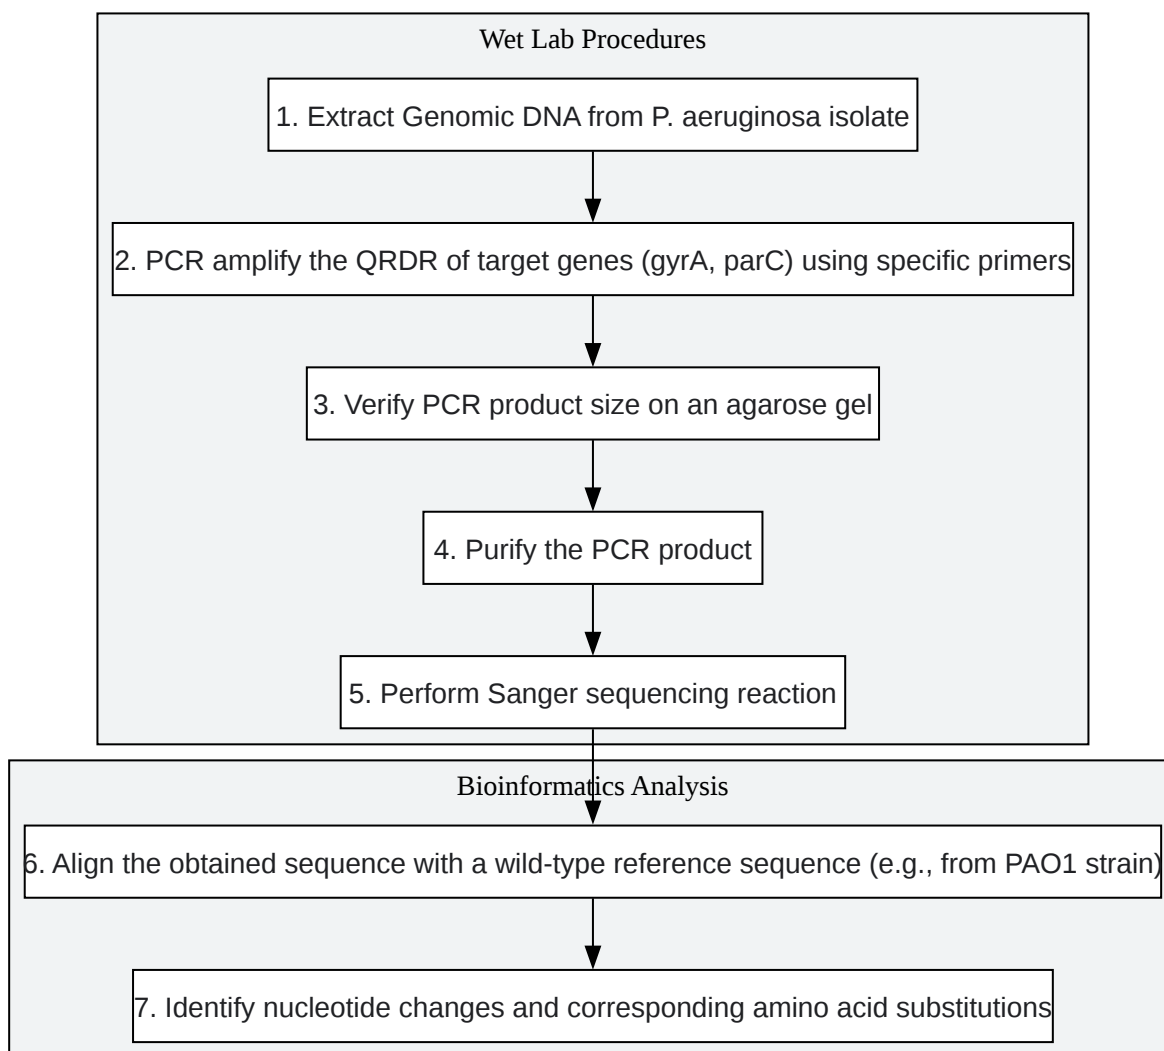 Wet Lab Procedures
1. Extract Genomic DNA from P. aeruginosa isolate
2. PCR amplify the QRDR of target genes (gyrA, parC) using specific primers
3. Verify PCR product size on an agarose gel
4. Purify the PCR product
5. Perform Sanger sequencing reaction
Bioinformatics Analysis
6. Align the obtained sequence with a wild-type reference sequence (e.g., from PAO1 strain)
7. Identify nucleotide changes and corresponding amino acid substitutions